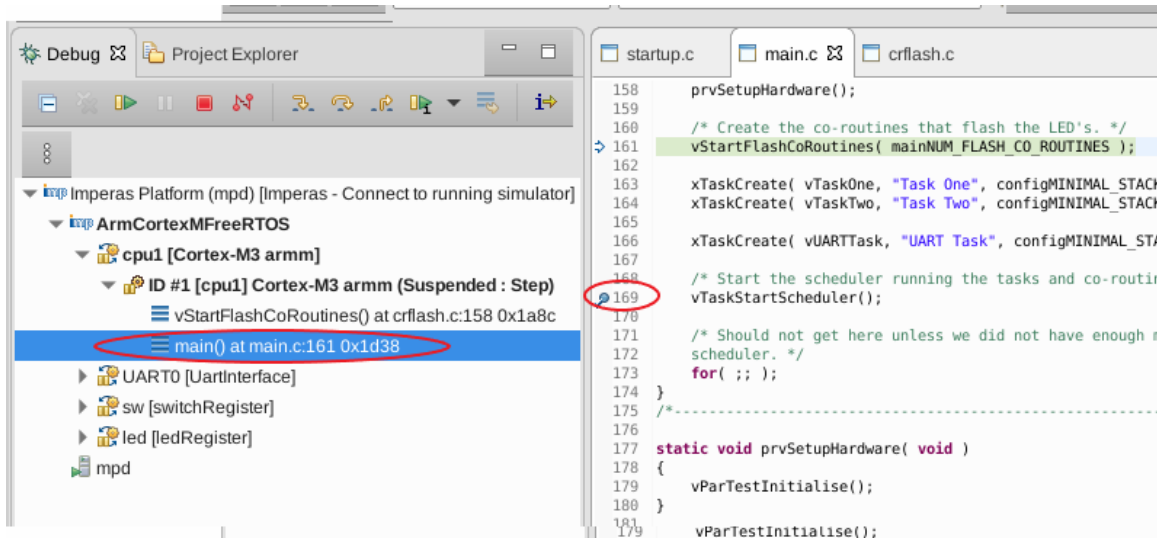 Debug Project Explorer
Imperas Platform (mpd) [Imperas - Connect to running simulator]
ArmCortexMFreeRTOS
cpu1 [Cortex-M3 armm]
ID #1 [cpu1] Cortex-M3 armm (Suspended : Step)
vStartFlashCoRoutines() at crflash.c:158 0x1a8c
main() at main.c:161 0x1d38
UART0 [UartInterface]
sw [switchRegister]
led [ledRegister]
mpd
startup.c main.c crflash.c
158 prvSetupHardware();
159
160 /* Create the co-routines that flash the LED's. */
161 vStartFlashCoRoutines( mainNUM_FLASH_CO_ROUTINES );
162
163 xTaskCreate( vTaskOne, "Task One", configMINIMAL_STACK
164 xTaskCreate( vTaskTwo, "Task Two", configMINIMAL_STACK
165
166 xTaskCreate( vUARTTask, "UART Task", configMINIMAL_STA
167
168 /* Start the scheduler running the tasks and co-routin
169 vTaskStartScheduler();
170
171 /* Should not get here unless we did not have enough m
172 scheduler. */
173 for( ;; );
174 }
175 /*-----------------------------------------------------------
176
177 static void prvSetupHardware( void )
178 {
179 vParTestInitialise();
180 }
181
179 vParTestInitialise();